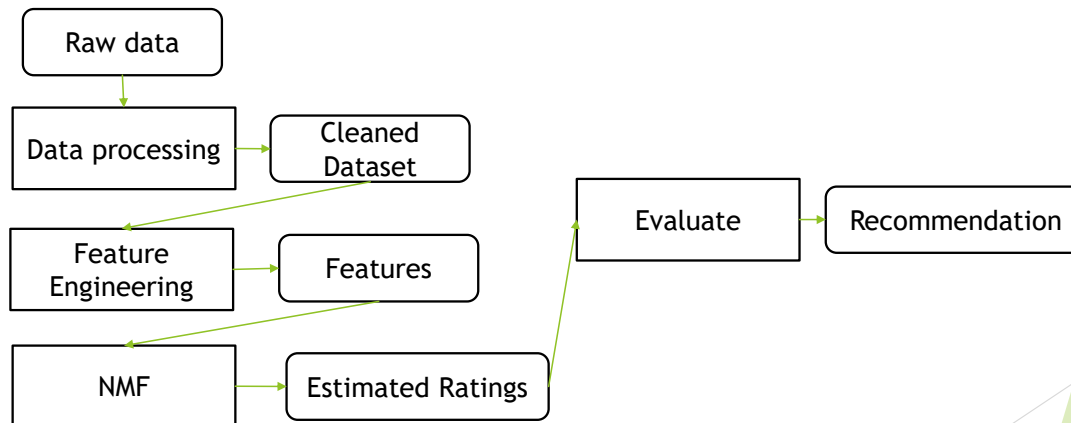 Raw data
Data processing
Cleaned
Dataset
Feature
Engineering
Features
NMF
Estimated Ratings
Evaluate
Recommendation